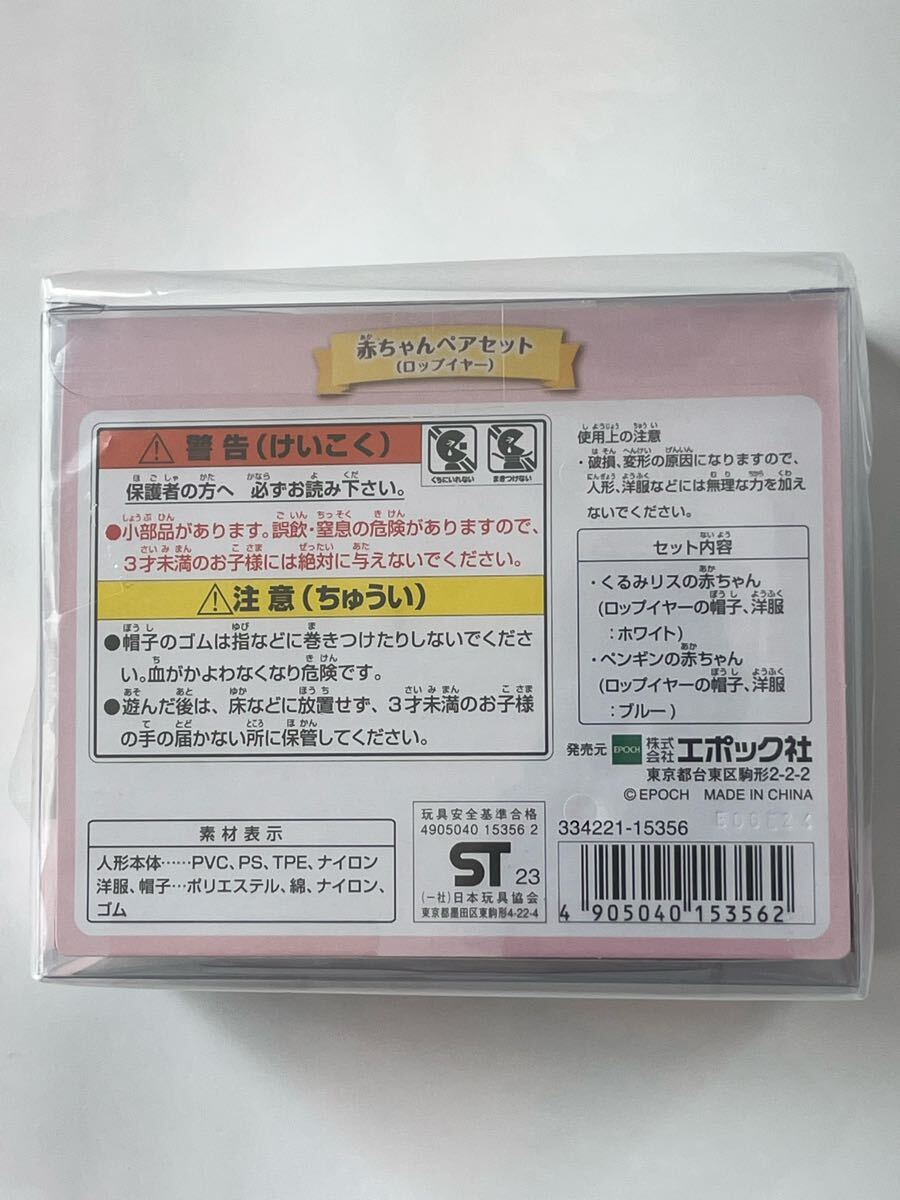 赤ちゃんペアセット
(ロップイヤー)
警告(けいこく)
くちにいれない
まきつけない
保護者の方へ 必ずお読み下さい。
●小部品があります。誤飲・窒息の危険がありますので、
3才未満のお子様には絶対に与えないでください。
注意(ちゅうい)
●帽子のゴムは指などに巻きつけたりしないでくださ
い。血がかよわなくなり危険です。
●遊んだ後は、床などに放置せず、3才未満のお子様
の手の届かない所に保管してください。
使用上の注意
・破損、変形の原因になりますので、
人形、洋服などには無理な力を加え
ないでください。
セット内容
・くるみリスの赤ちゃん
(ロップイヤーの帽子、洋服
:ホワイト)
・ペンギンの赤ちゃん
(ロップイヤーの帽子、洋服
:ブルー)
発売元 EPOCH 株式会社 エポック社
東京都台東区駒形2-2-2
©EPOCH MADE IN CHINA
素材表示
人形本体……PVC、PS、TPE、ナイロン
洋服、帽子…ポリエステル、綿、ナイロン、
ゴム
玩具安全基準合格
4905040 15356 2
ST 23
(一社)日本玩具協会
東京都墨田区東駒形4-22-4
334221-15356
4 905040 153562